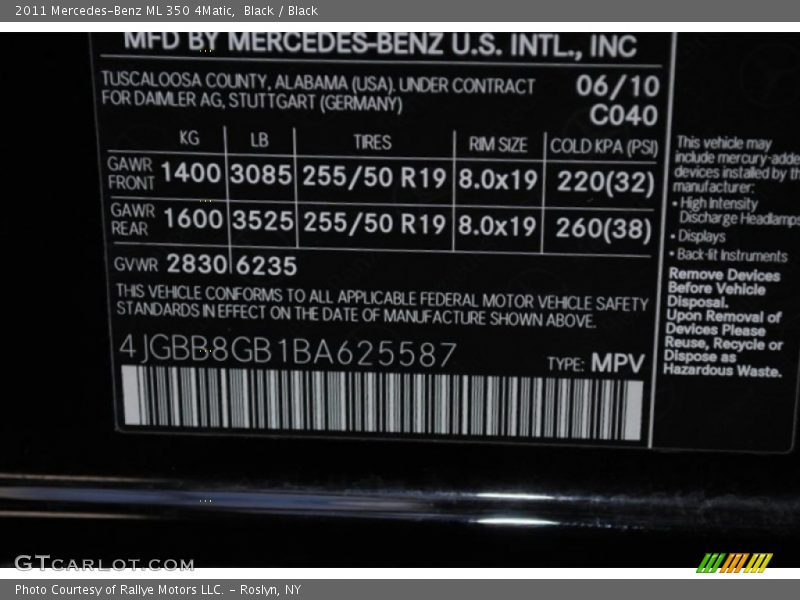 2011 Mercedes-Benz ML 350 4Matic, Black / Black
MFD BY MERCEDES-BENZ U.S. INTL., INC
TUSCALOOSA COUNTY, ALABAMA (USA). UNDER CONTRACT
FOR DAIMLER AG, STUTTGART (GERMANY)
06/10
C040
KG LB TIRES RIM SIZE COLD KPA (PSI)
GAWR FRONT 1400 3085 255/50 R19 8.0x19 220(32)
GAWR REAR 1600 3525 255/50 R19 8.0x19 260(38)
GVWR 2830 6235
THIS VEHICLE CONFORMS TO ALL APPLICABLE FEDERAL MOTOR VEHICLE SAFETY
STANDARDS IN EFFECT ON THE DATE OF MANUFACTURE SHOWN ABOVE.
4JGBB8GB1BA625587
TYPE: MPV
This vehicle may
include mercury-adde
devices installed by th
manufacturer:
• High Intensity
Discharge Headlamps
• Displays
• Back-lit Instruments
Remove Devices
Before Vehicle
Disposal.
Upon Removal of
Devices Please
Reuse, Recycle or
Dispose as
Hazardous Waste.
GTCARLOT.COM
Photo Courtesy of Rallye Motors LLC. - Roslyn, NY